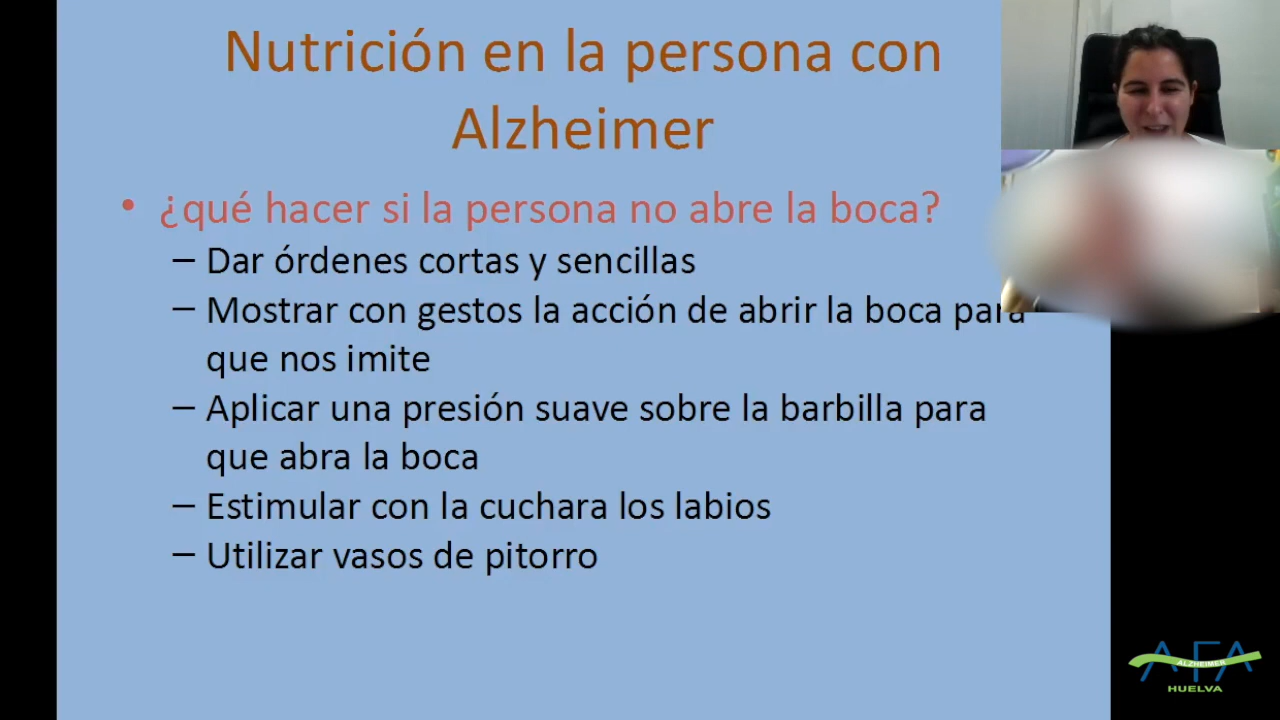 Nutrición en la persona con
Alzheimer
• ¿qué hacer si la persona no abre la boca?
– Dar órdenes cortas y sencillas
– Mostrar con gestos la acción de abrir la boca para
que nos imite
– Aplicar una presión suave sobre la barbilla para
que abra la boca
– Estimular con la cuchara los labios
– Utilizar vasos de pitorro
AFA
ALZHEIMER
HUELVA